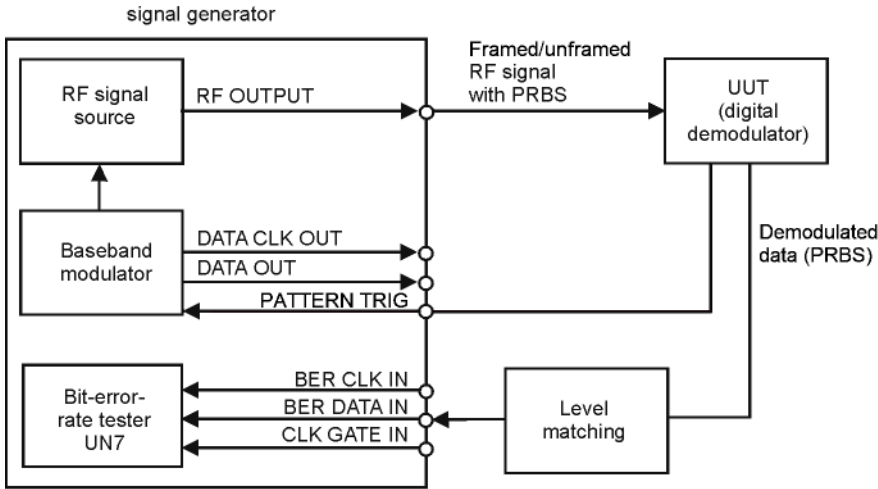 signal generator
RF signal
source
RF OUTPUT
Framed/unframed
RF signal
with PRBS
UUT
(digital
demodulator)
Baseband
modulator
DATA CLK OUT
DATA OUT
PATTERN TRIG
Demodulated
data (PRBS)
Bit-error-
rate tester
UN7
BER CLK IN
BER DATA IN
CLK GATE IN
Level
matching